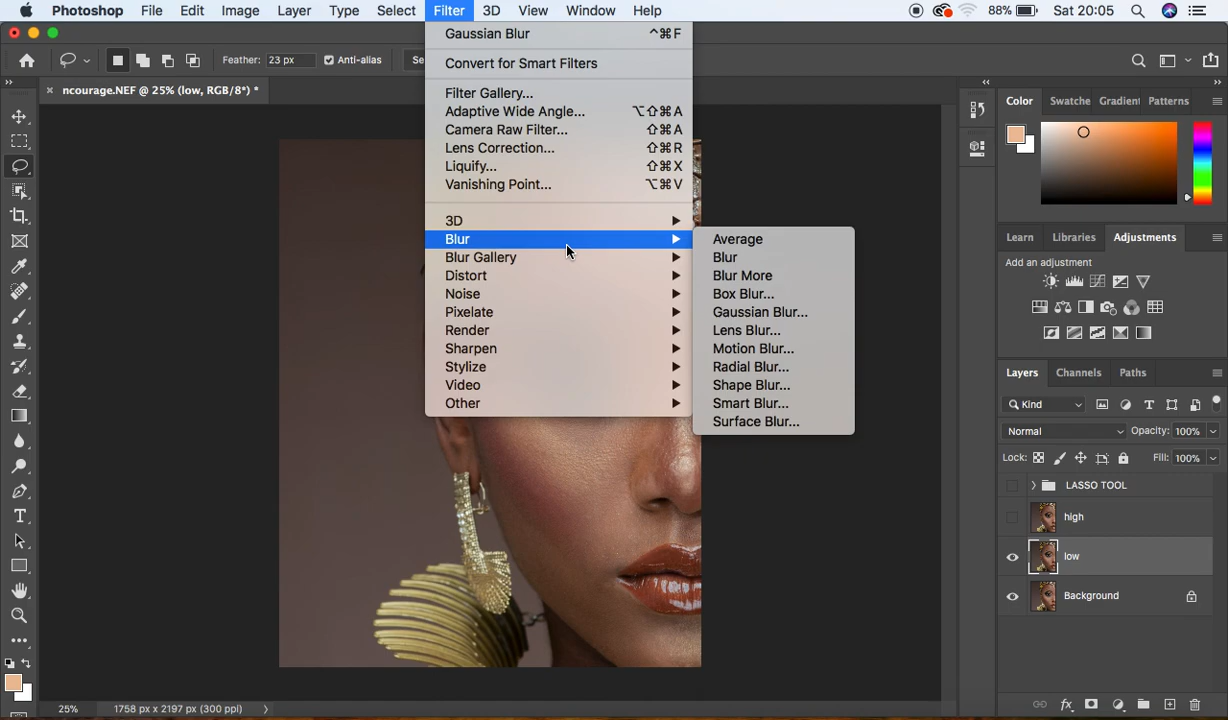 Photoshop File Edit Image Layer Type Select Filter 3D View Window Help 88% Sat 20:05
Feather: 23 px Anti-alias Se
ncourage.NEF @ 25% (low, RGB/8*) *
Gaussian Blur ^⌘F
Convert for Smart Filters
Filter Gallery...
Adaptive Wide Angle... ⌥⇧⌘A
Camera Raw Filter... ⇧⌘A
Lens Correction... ⇧⌘R
Liquify... ⇧⌘X
Vanishing Point... ⌥⌘V
3D
Blur
Blur Gallery
Distort
Noise
Pixelate
Render
Sharpen
Stylize
Video
Other
Average
Blur
Blur More
Box Blur...
Gaussian Blur...
Lens Blur...
Motion Blur...
Radial Blur...
Shape Blur...
Smart Blur...
Surface Blur...
Color Swatche Gradient Patterns
Learn Libraries Adjustments
Add an adjustment
Layers Channels Paths
Kind
Normal Opacity: 100%
Lock: Fill: 100%
LASSO TOOL
high
low
Background
fx
25% 1758 px x 2197 px (300 ppi)